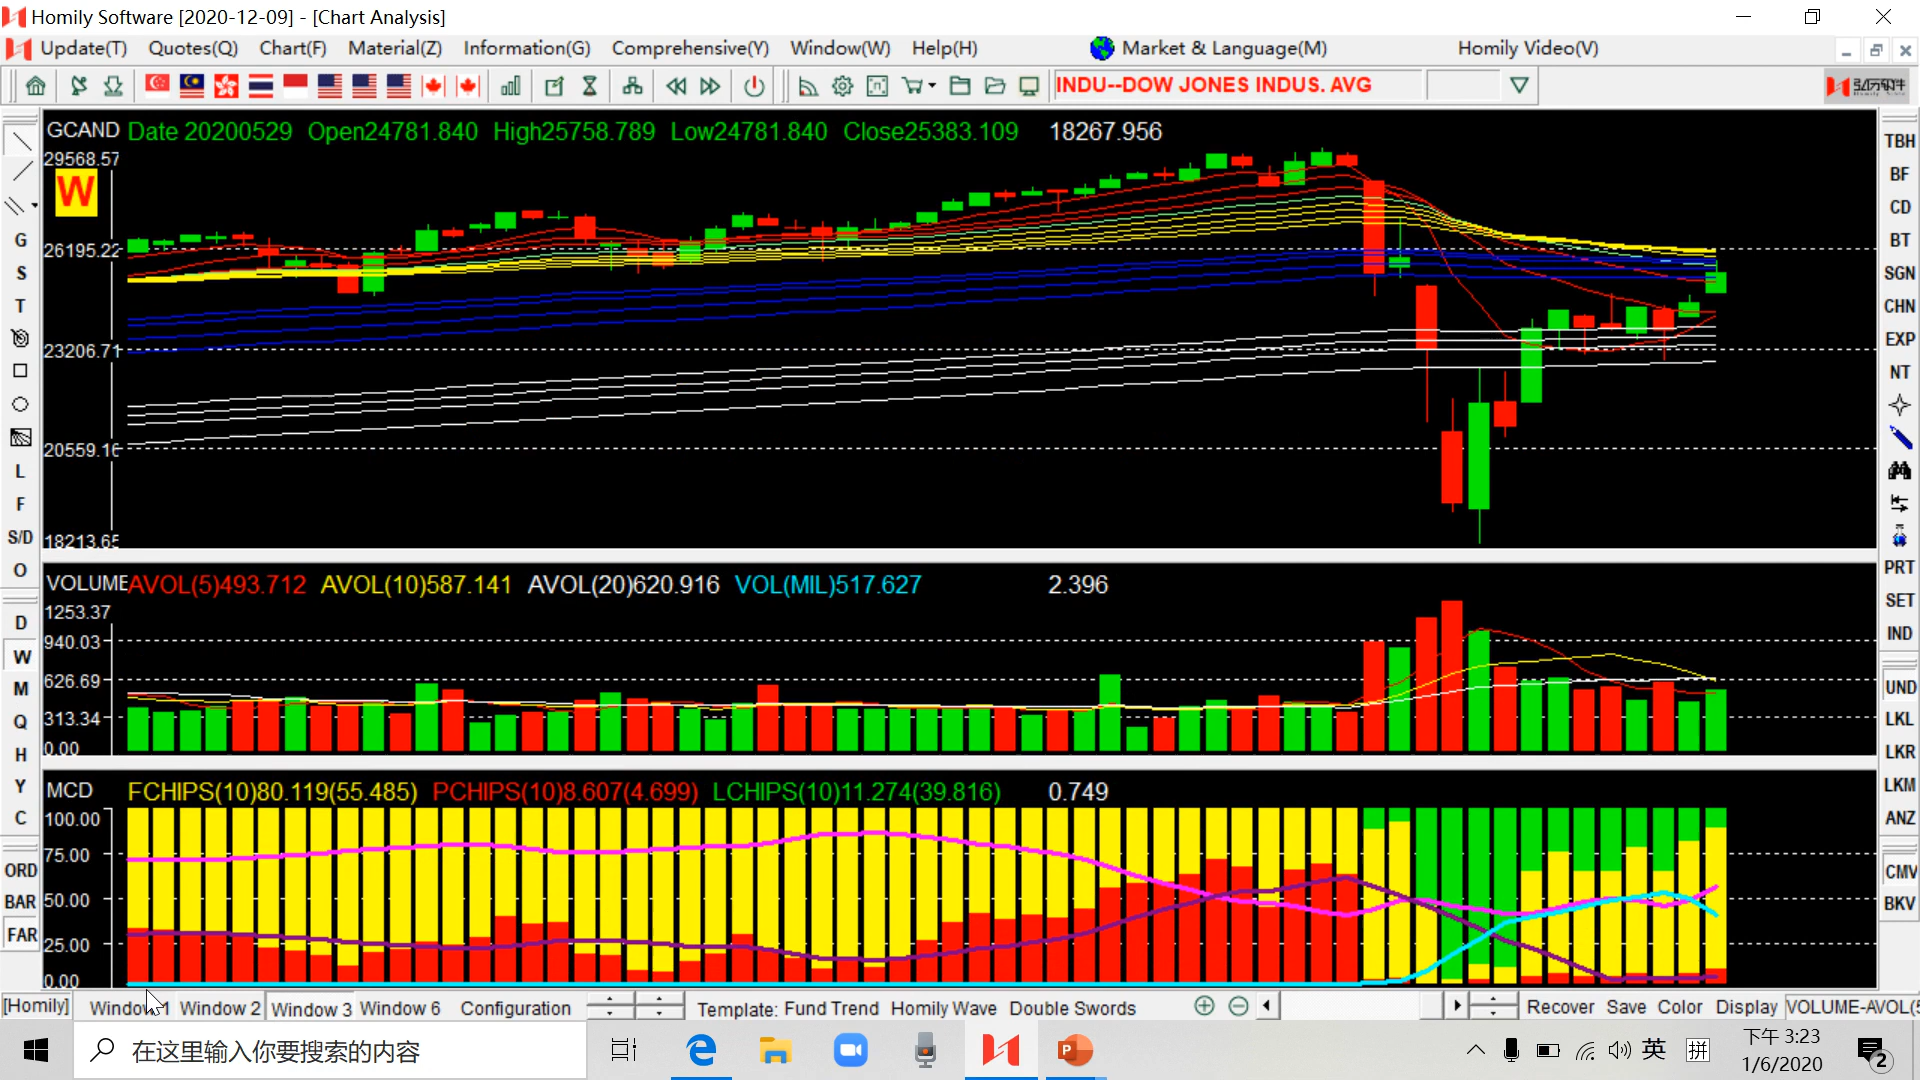 Homily Software [2020-12-09] - [Chart Analysis]
Update(T) Quotes(Q) Chart(F) Material(Z) Information(G) Comprehensive(Y) Window(W) Help(H) Market & Language(M) Homily Video(V)
INDU--DOW JONES INDUS. AVG
弘历软件
GCAND Date 20200529 Open24781.840 High25758.789 Low24781.840 Close25383.109 18267.956
29568.57
W
26195.22
23206.71
20559.16
18213.65
VOLUME AVOL(5)493.712 AVOL(10)587.141 AVOL(20)620.916 VOL(MIL)517.627 2.396
1253.37
940.03
626.69
313.34
0.00
MCD FCHIPS(10)80.119(55.485) PCHIPS(10)8.607(4.699) LCHIPS(10)11.274(39.816) 0.749
100.00
75.00
50.00
25.00
0.00
G
S
T
L
F
S/D
O
D
W
M
Q
H
Y
C
ORD
BAR
FAR
TBH
BF
CD
BT
SGN
CHN
EXP
NT
PRT
SET
IND
UND
LKL
LKR
LKM
ANZ
CMV
BKV
[Homily] Window 1 Window 2 Window 3 Window 6 Configuration Template: Fund Trend Homily Wave Double Swords Recover Save Color Display VOLUME-AVOL(5
在这里输入你要搜索的内容
英 拼
下午 3:23
1/6/2020
2